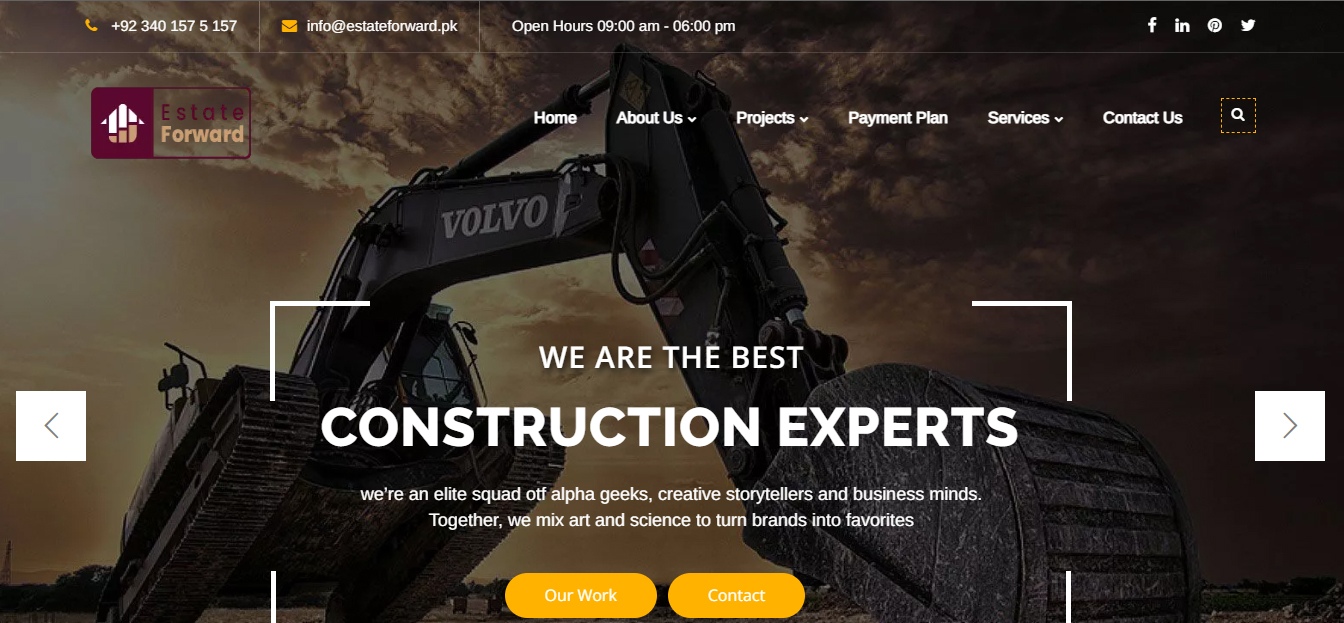 +92 340 157 5 157
info@estateforward.pk
Open Hours 09:00 am - 06:00 pm
Estate
Forward
Home
About Us
Projects
Payment Plan
Services
Contact Us
VOLVO
WE ARE THE BEST
CONSTRUCTION EXPERTS
we're an elite squad otf alpha geeks, creative storytellers and business minds.
Together, we mix art and science to turn brands into favorites
Our Work
Contact